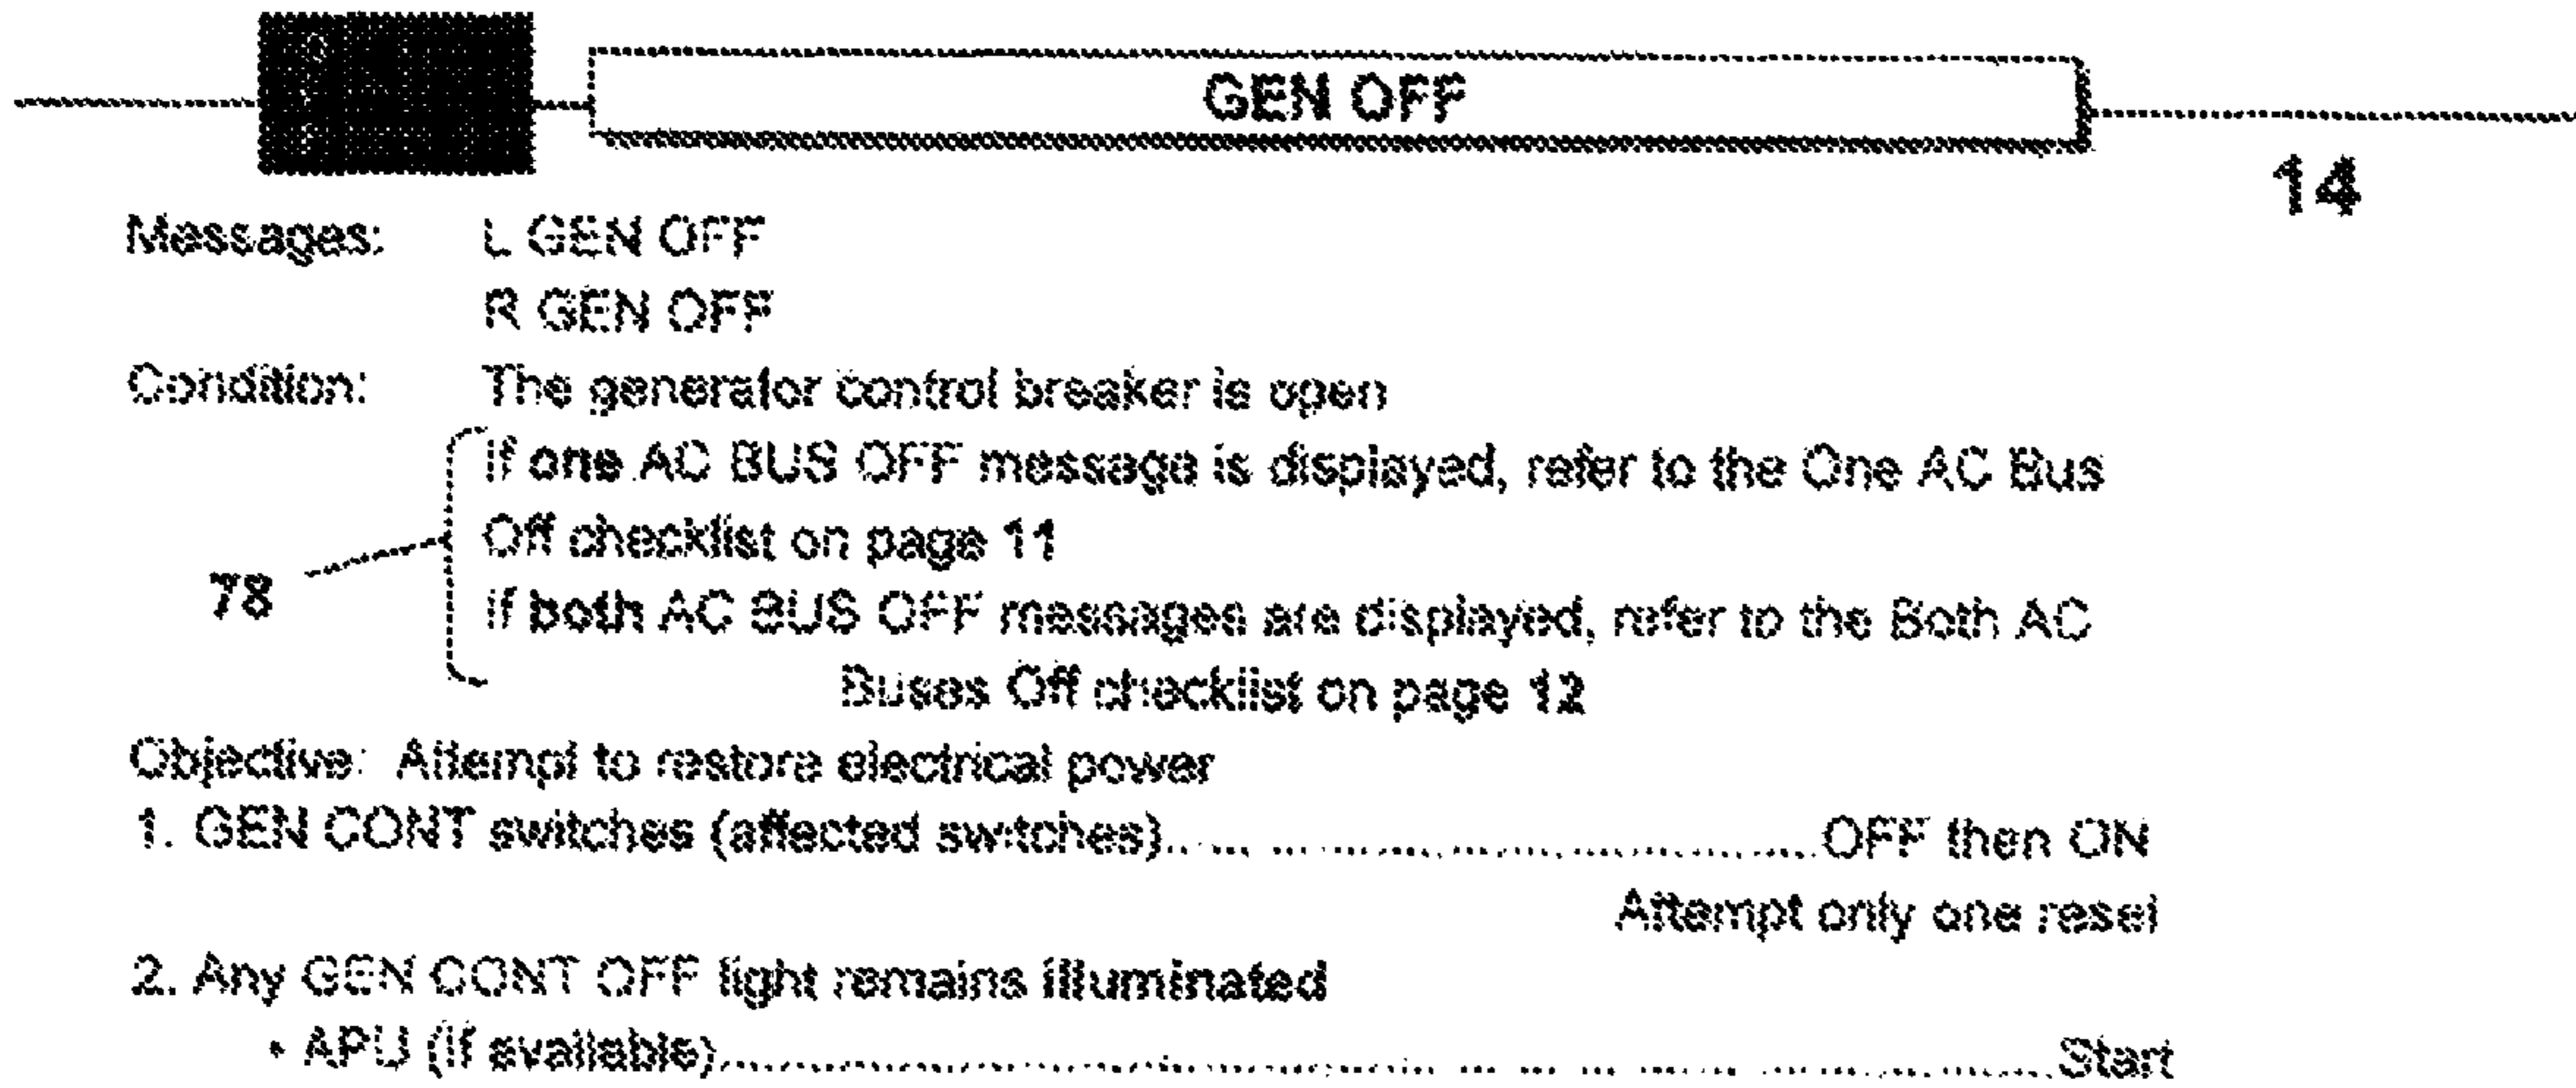 GEN OFF
14
Messages: L GEN OFF
R GEN OFF
Condition: The generator control breaker is open
If one AC BUS OFF message is displayed, refer to the One AC Bus
Off checklist on page 11
78
If both AC BUS OFF messages are displayed, refer to the Both AC
Buses Off checklist on page 12
Objective: Attempt to restore electrical power
1. GEN CONT switches (affected switches)..........OFF then ON
Attempt only one reset
2. Any GEN CONT OFF light remains illuminated
• APU (if available)..........Start